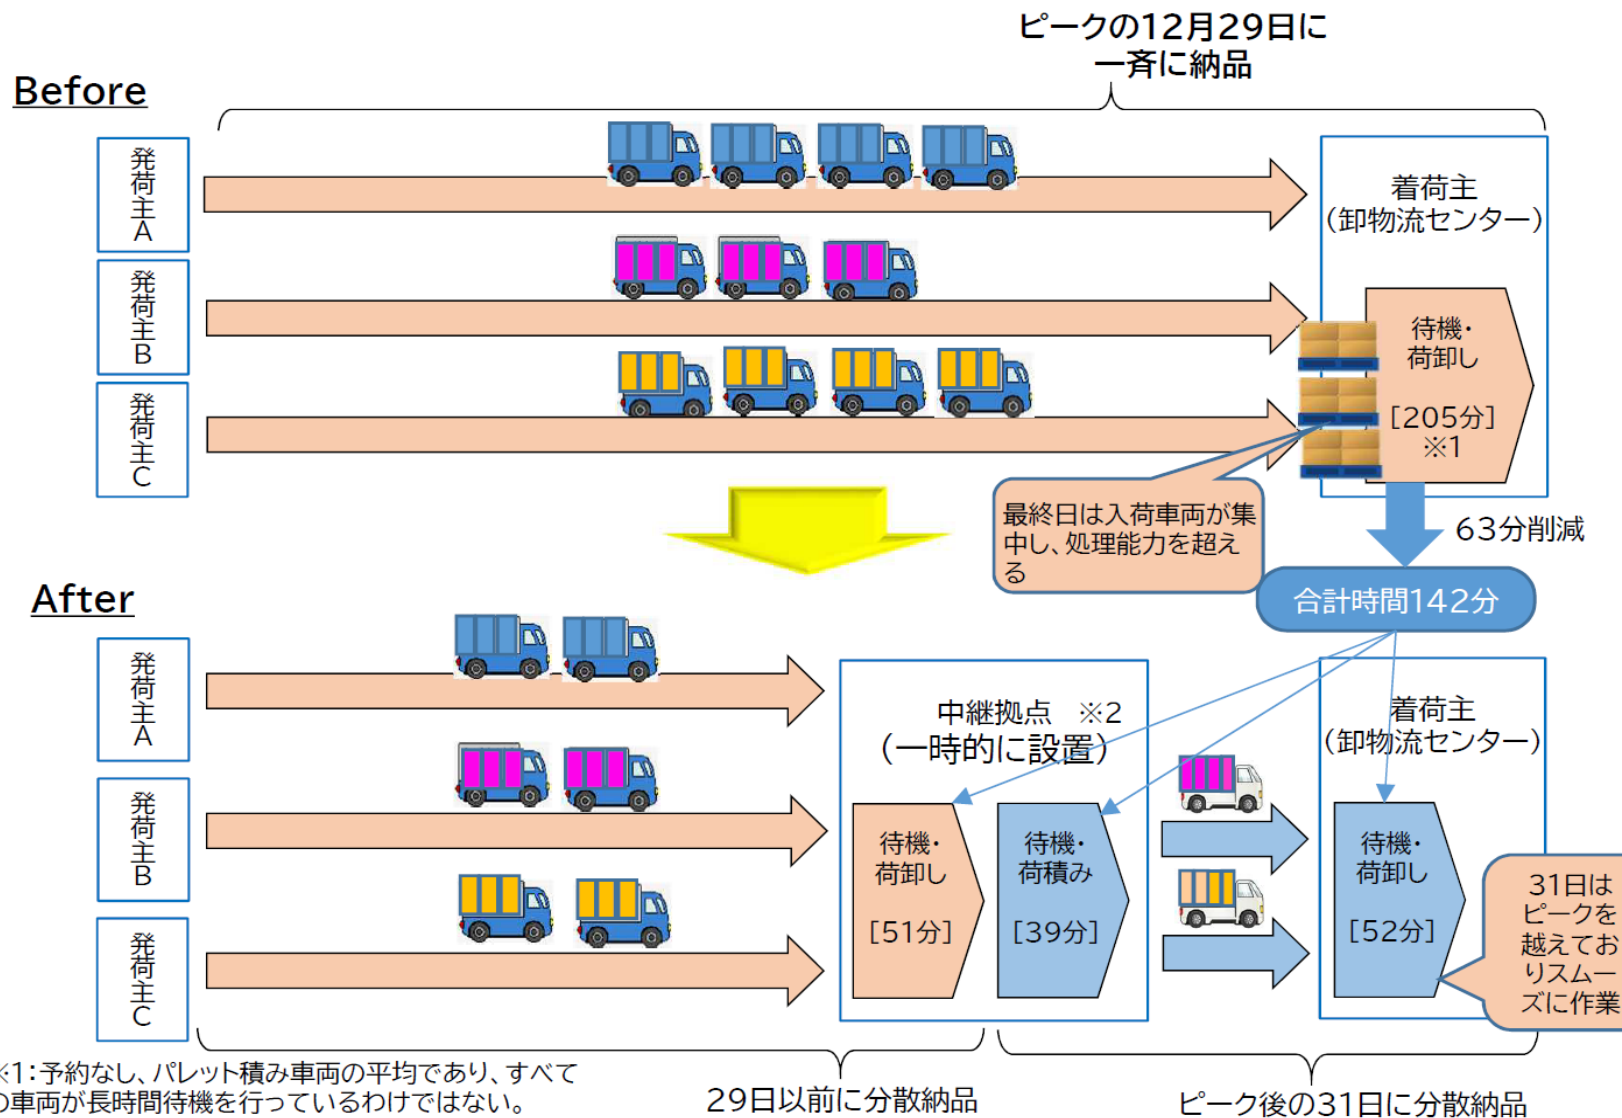 ピークの12月29日に
一斉に納品
Before
発荷主A
発荷主B
発荷主C
着荷主
(卸物流センター)
待機・
荷卸し
[205分]
※1
最終日は入荷車両が集
中し、処理能力を超え
る
63分削減
合計時間142分
After
発荷主A
発荷主B
発荷主C
中継拠点 ※2
(一時的に設置)
待機・
荷卸し
[51分]
待機・
荷積み
[39分]
着荷主
(卸物流センター)
待機・
荷卸し
[52分]
31日は
ピークを
越えてお
りスムー
ズに作業
29日以前に分散納品
ピーク後の31日に分散納品
※1:予約なし、パレット積み車両の平均であり、すべて
の車両が長時間待機を行っているわけではない。